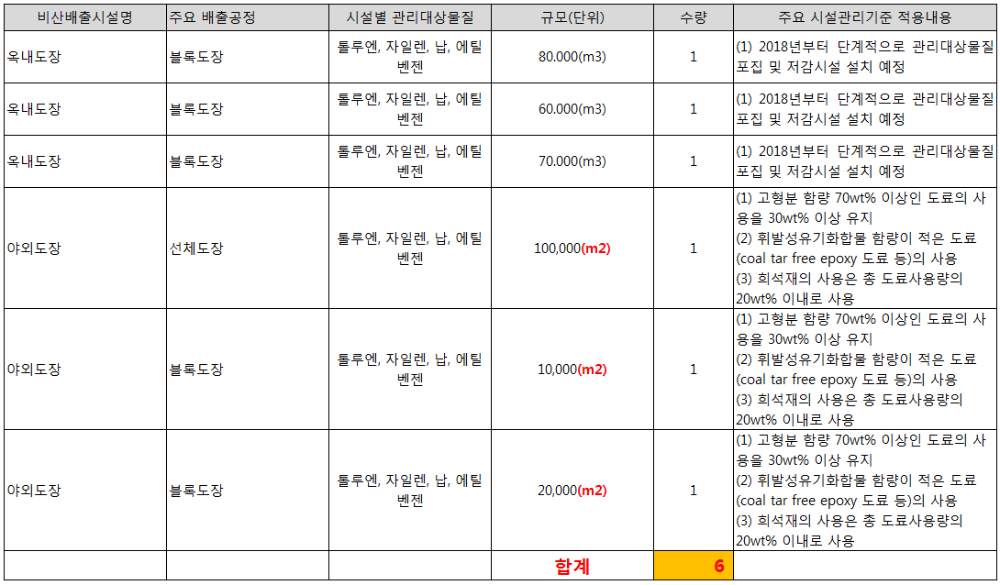 비산배출시설명 주요 배출공정 시설별 관리대상물질 규모(단위) 수량 주요 시설관리기준 적용내용
옥내도장 블록도장 톨루엔, 자일렌, 납, 에틸
벤젠 80.000(m3) 1 (1) 2018년부터 단계적으로 관리대상물질
포집 및 저감시설 설치 예정
옥내도장 블록도장 톨루엔, 자일렌, 납, 에틸
벤젠 60.000(m3) 1 (1) 2018년부터 단계적으로 관리대상물질
포집 및 저감시설 설치 예정
옥내도장 블록도장 톨루엔, 자일렌, 납, 에틸
벤젠 70.000(m3) 1 (1) 2018년부터 단계적으로 관리대상물질
포집 및 저감시설 설치 예정
야외도장 선체도장 톨루엔, 자일렌, 납, 에틸
벤젠 100,000(m2) 1 (1) 고형분 함량 70wt% 이상인 도료의 사
용을 30wt% 이상 유지
(2) 휘발성유기화합물 함량이 적은 도료
(coal tar free epoxy 도료 등)의 사용
(3) 희석재의 사용은 총 도료사용량의
20wt% 이내로 사용
야외도장 블록도장 톨루엔, 자일렌, 납, 에틸
벤젠 10,000(m2) 1 (1) 고형분 함량 70wt% 이상인 도료의 사
용을 30wt% 이상 유지
(2) 휘발성유기화합물 함량이 적은 도료
(coal tar free epoxy 도료 등)의 사용
(3) 희석재의 사용은 총 도료사용량의
20wt% 이내로 사용
야외도장 블록도장 톨루엔, 자일렌, 납, 에틸
벤젠 20,000(m2) 1 (1) 고형분 함량 70wt% 이상인 도료의 사
용을 30wt% 이상 유지
(2) 휘발성유기화합물 함량이 적은 도료
(coal tar free epoxy 도료 등)의 사용
(3) 희석재의 사용은 총 도료사용량의
20wt% 이내로 사용
합계 6